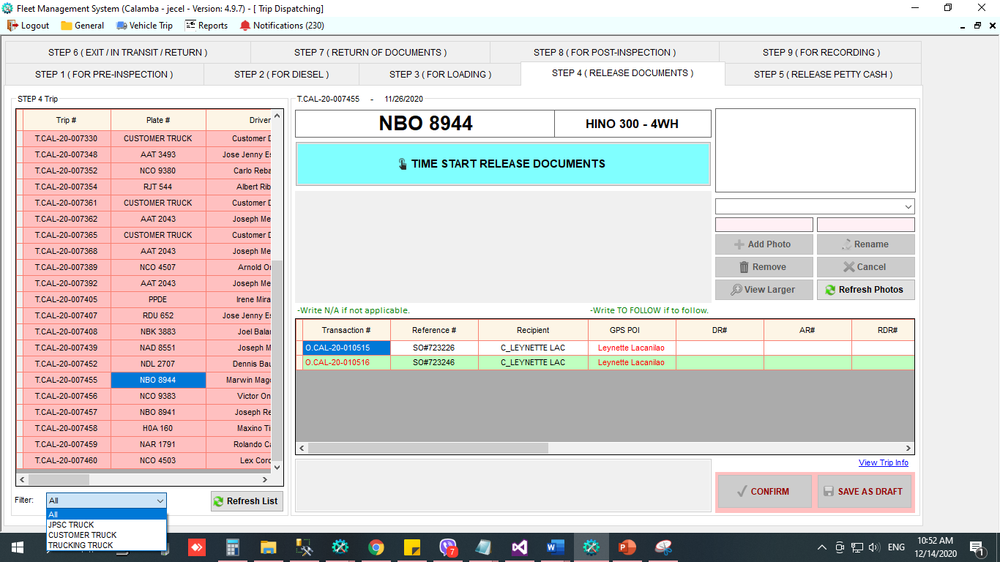 Fleet Management System (Calamba - jecel - Version: 4.9.7) - [ Trip Dispatching]
Logout General Vehicle Trip Reports Notifications (230)
STEP 6 ( EXIT / IN TRANSIT / RETURN ) STEP 7 ( RETURN OF DOCUMENTS ) STEP 8 ( FOR POST-INSPECTION ) STEP 9 ( FOR RECORDING )
STEP 1 ( FOR PRE-INSPECTION ) STEP 2 ( FOR DIESEL ) STEP 3 ( FOR LOADING ) STEP 4 ( RELEASE DOCUMENTS ) STEP 5 ( RELEASE PETTY CASH )
STEP 4 Trip
Trip # Plate # Driver
T.CAL-20-007330 CUSTOMER TRUCK Customer D
T.CAL-20-007348 AAT 3493 Jose Jenny Es
T.CAL-20-007352 NCO 9380 Carlo Reba
T.CAL-20-007354 RJT 544 Albert Rib
T.CAL-20-007361 CUSTOMER TRUCK Customer D
T.CAL-20-007362 AAT 2043 Joseph Me
T.CAL-20-007365 CUSTOMER TRUCK Customer D
T.CAL-20-007368 AAT 2043 Joseph Me
T.CAL-20-007389 NCO 4507 Arnold Or
T.CAL-20-007392 AAT 2043 Joseph Me
T.CAL-20-007405 PPDE Irene Mira
T.CAL-20-007407 RDU 652 Jose Jenny Es
T.CAL-20-007408 NBK 3883 Joel Balar
T.CAL-20-007439 NAD 8551 Joseph M
T.CAL-20-007452 NDL 2707 Dennis Bau
T.CAL-20-007455 NBO 8944 Marwin Mago
T.CAL-20-007456 NCO 9383 Victor On
T.CAL-20-007457 NBO 8941 Joseph Re
T.CAL-20-007458 H0A 160 Maxino Ti
T.CAL-20-007459 NAR 1791 Rolando Ca
T.CAL-20-007460 NCO 4503 Lex Coro
Filter: All
Refresh List
All
JPSC TRUCK
CUSTOMER TRUCK
TRUCKING TRUCK
T.CAL-20-007455 - 11/26/2020
NBO 8944 HINO 300 - 4WH
TIME START RELEASE DOCUMENTS
Add Photo Rename
Remove Cancel
View Larger Refresh Photos
-Write N/A if not applicable. -Write TO FOLLOW if to follow.
Transaction # Reference # Recipient GPS POI DR# AR# RDR#
O.CAL-20-010515 SO#723226 C_LEYNETTE LAC Leynette Lacanilao
O.CAL-20-010516 SO#723246 C_LEYNETTE LAC Leynette Lacanilao
View Trip Info
CONFIRM SAVE AS DRAFT
7
ENG
10:52 AM
12/14/2020
1